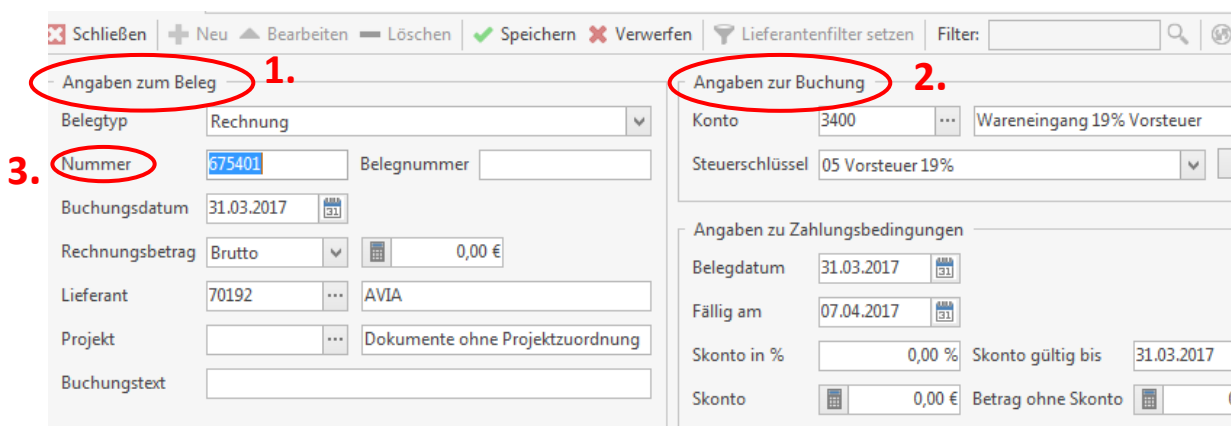 Schließen Neu Bearbeiten Löschen Speichern Verwerfen Lieferantenfilter setzen Filter:
Angaben zum Beleg 1.
Belegtyp Rechnung
3. Nummer 675401 Belegnummer
Buchungsdatum 31.03.2017 31
Rechnungsbetrag Brutto 0,00 €
Lieferant 70192 ... AVIA
Projekt ... Dokumente ohne Projektzuordnung
Buchungstext
Angaben zur Buchung 2.
Konto 3400 ... Wareneingang 19% Vorsteuer
Steuerschlüssel 05 Vorsteuer 19%
Angaben zu Zahlungsbedingungen
Belegdatum 31.03.2017 31
Fällig am 07.04.2017 31
Skonto in % 0,00 % Skonto gültig bis 31.03.2017
Skonto 0,00 € Betrag ohne Skonto